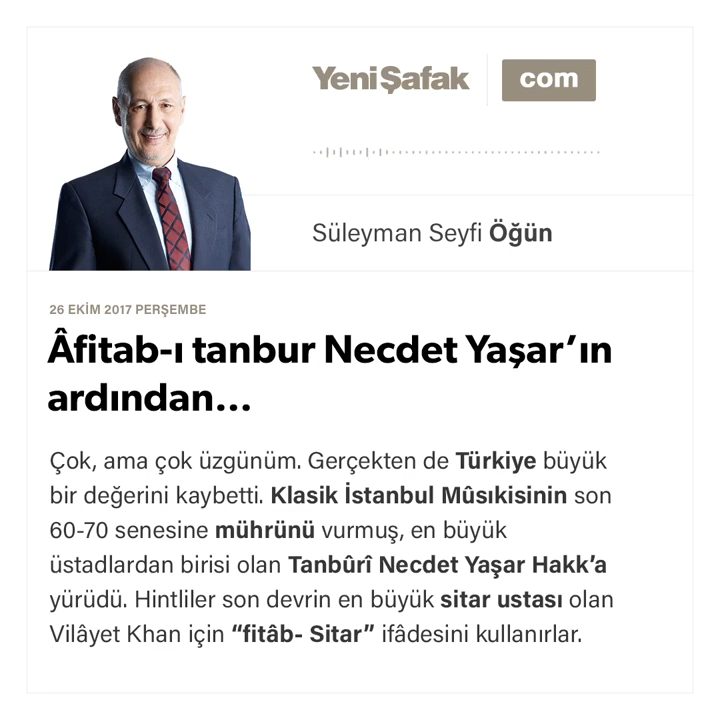 YeniŞafak com
Süleyman Seyfi Öğün
26 EKİM 2017 PERŞEMBE
Âfitab-ı tanbur Necdet Yaşar’ın
ardından...
Çok, ama çok üzgünüm. Gerçekten de Türkiye büyük
bir değerini kaybetti. Klasik İstanbul Mûsıkisinin son
60-70 senesine mührünü vurmuş, en büyük
üstadlardan birisi olan Tanbûrî Necdet Yaşar Hakk’a
yürüdü. Hintliler son devrin en büyük sitar ustası olan
Vilâyet Khan için “fitâb- Sitar” ifâdesini kullanırlar.